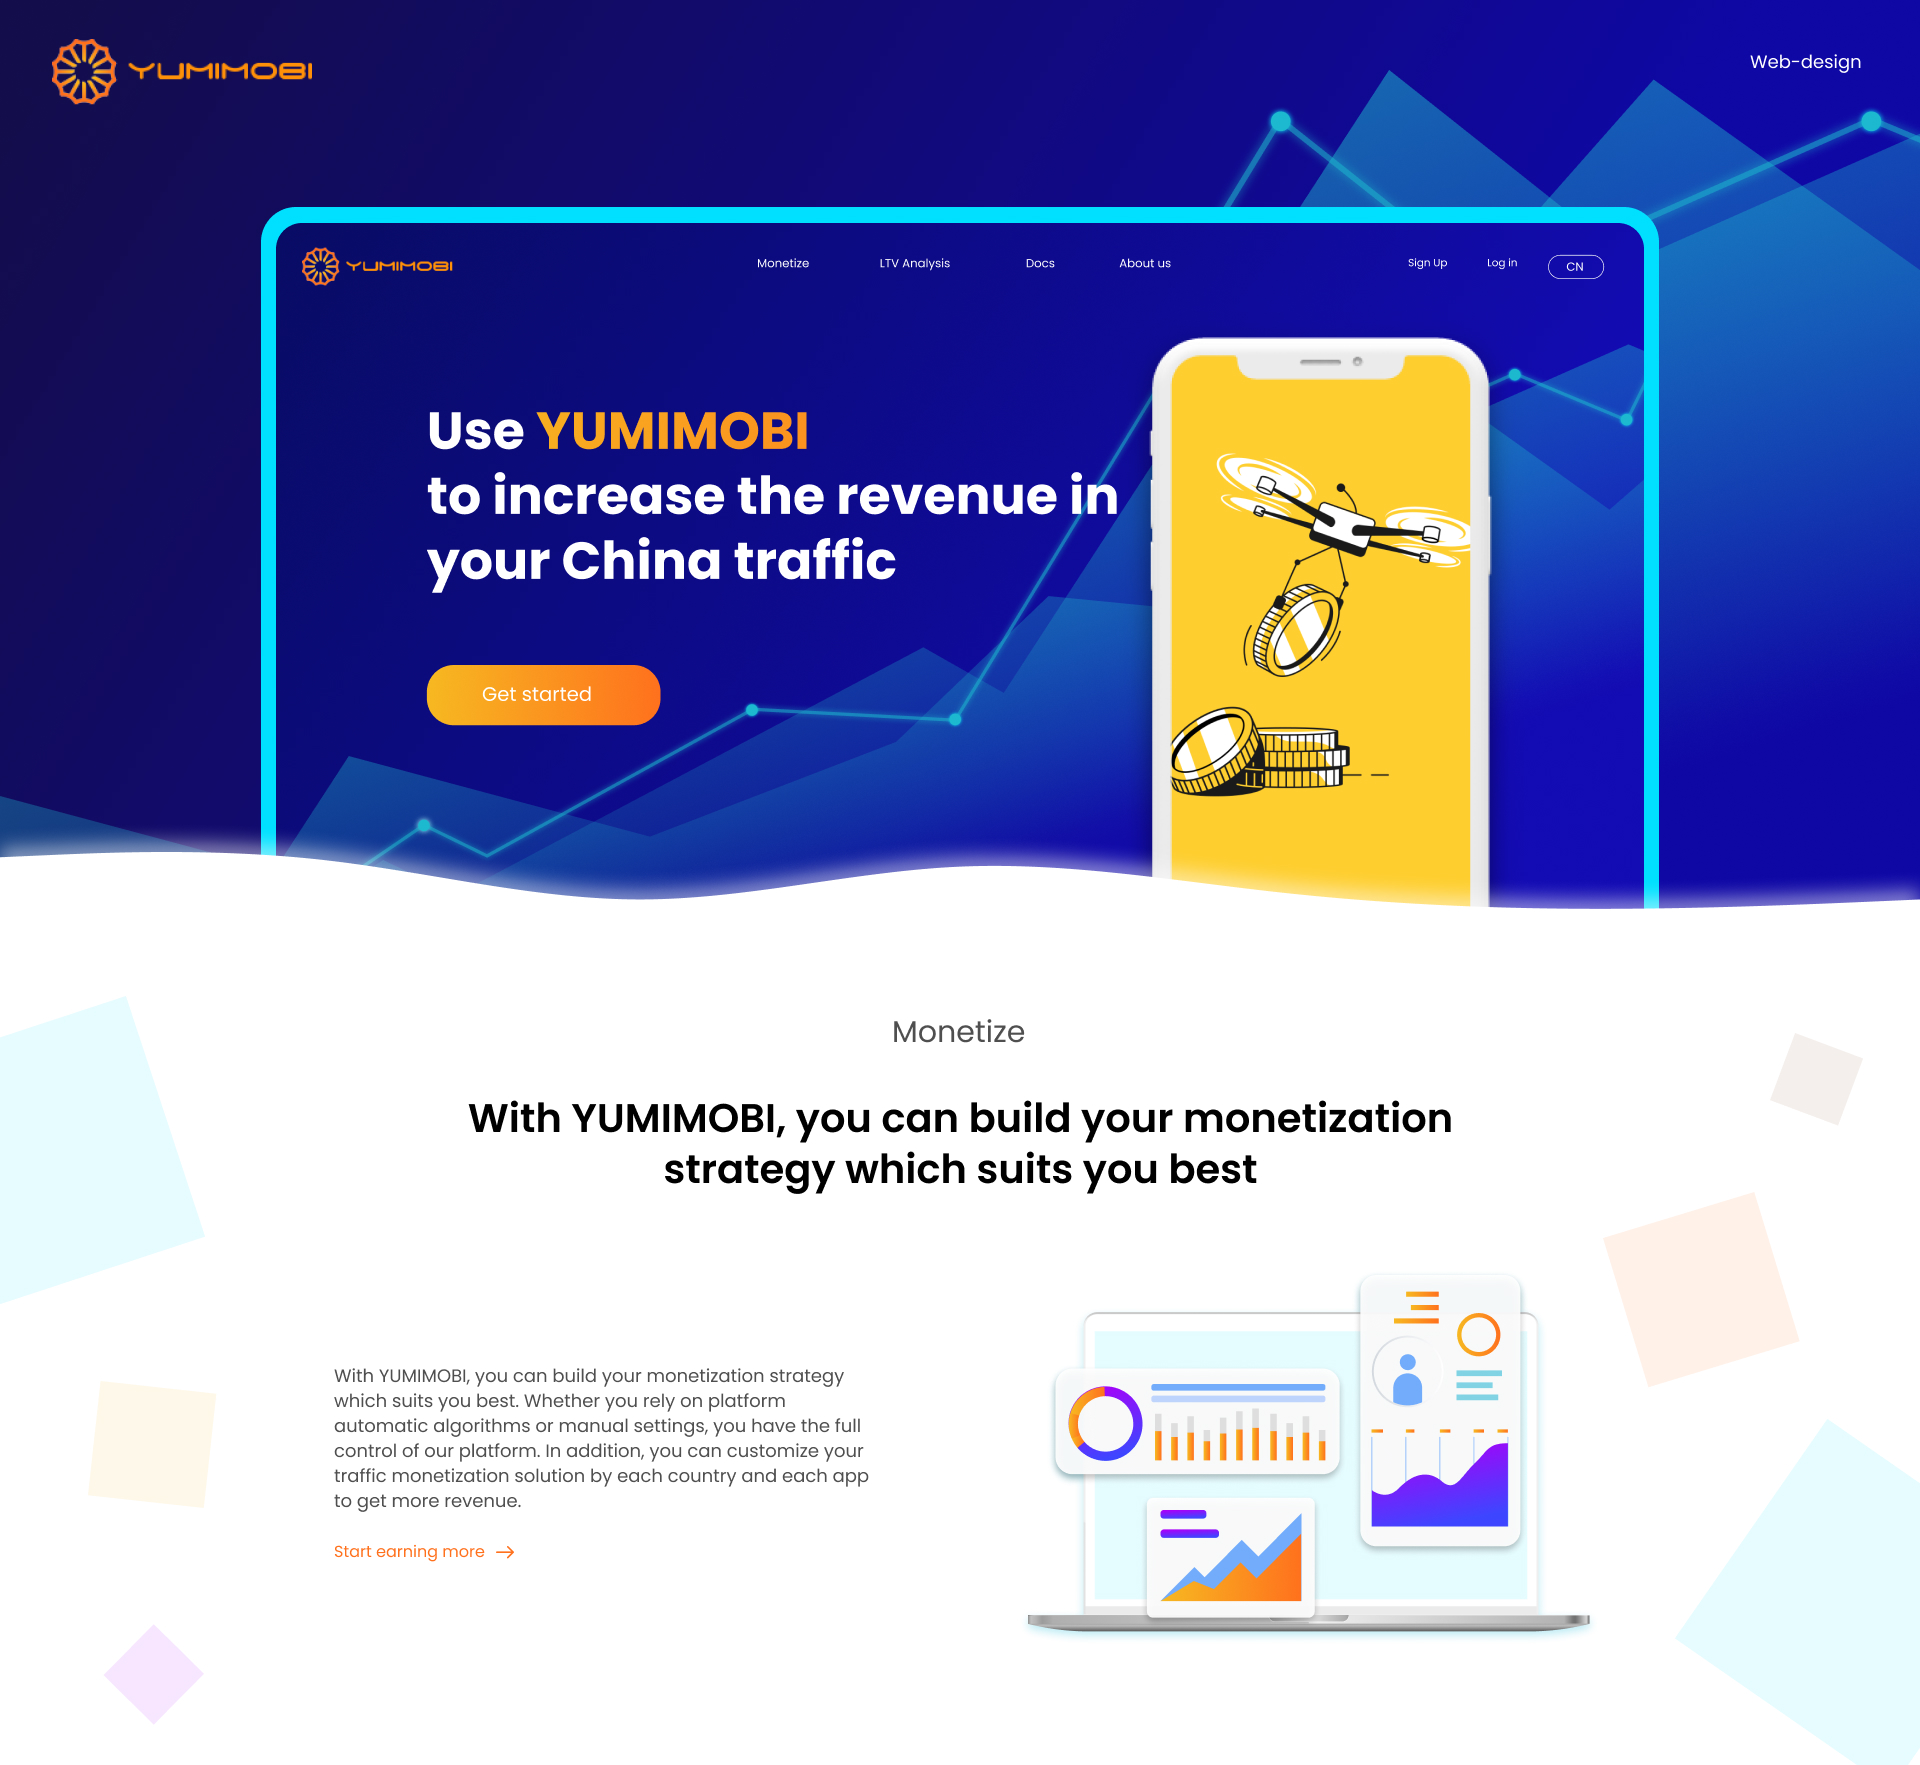 YUMIMOBI
Web-design
YUMIMOBI
Monetize
LTV Analysis
Docs
About us
Sign Up
Log in
CN
Use YUMIMOBI
to increase the revenue in
your China traffic
Get started
Monetize
With YUMIMOBI, you can build your monetization
strategy which suits you best
With YUMIMOBI, you can build your monetization strategy
which suits you best. Whether you rely on platform
automatic algorithms or manual settings, you have the full
control of our platform. In addition, you can customize your
traffic monetization solution by each country and each app
to get more revenue.
Start earning more